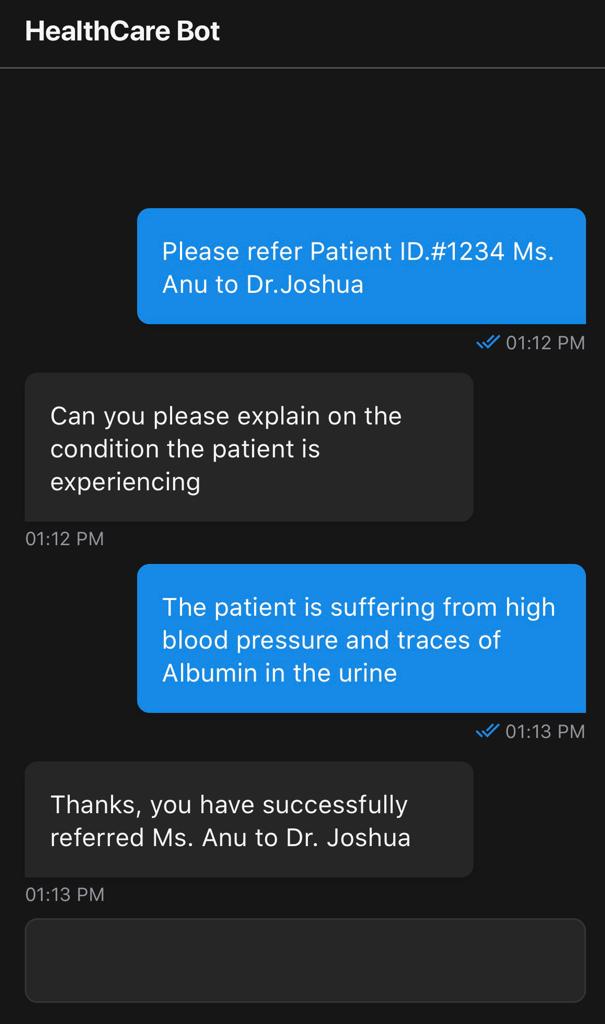 HealthCare Bot
Please refer Patient ID.#1234 Ms.
Anu to Dr.Joshua
01:12 PM
Can you please explain on the
condition the patient is
experiencing
01:12 PM
The patient is suffering from high
blood pressure and traces of
Albumin in the urine
01:13 PM
Thanks, you have successfully
referred Ms. Anu to Dr. Joshua
01:13 PM